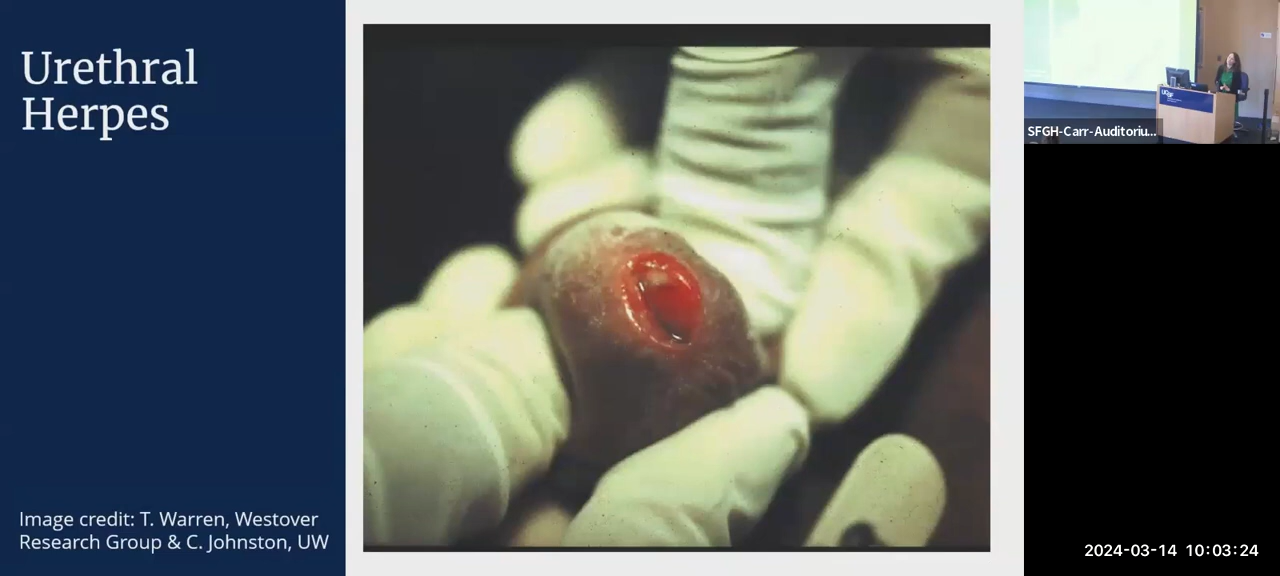 Urethral
Herpes
Image credit: T. Warren, Westover
Research Group & C. Johnston, UW
UCSF
SFGH-Carr-Auditoriu...
2024-03-14 10:03:24